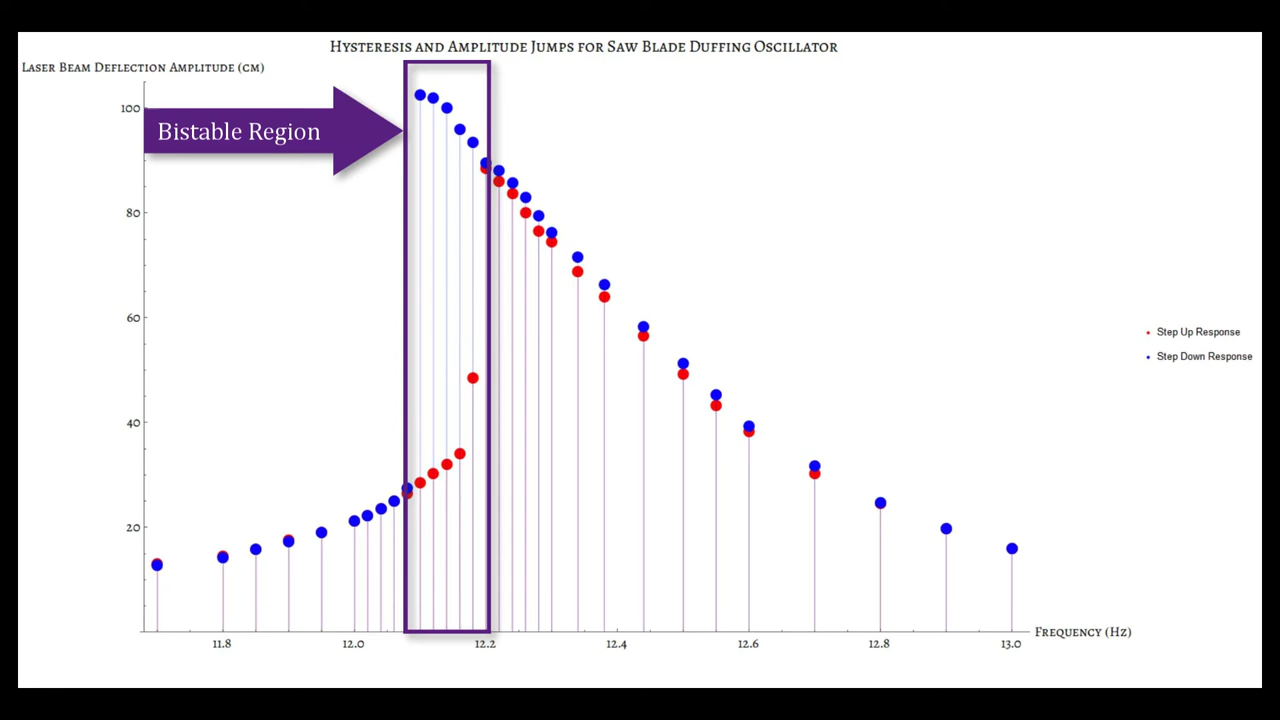 Hysteresis and Amplitude Jumps for Saw Blade Duffing Oscillator
Laser Beam Deflection Amplitude (cm)
100
Bistable Region
80
60
Step Up Response
Step Down Response
40
20
11.8 12.0 12.2 12.4 12.6 12.8 13.0
Frequency (Hz)